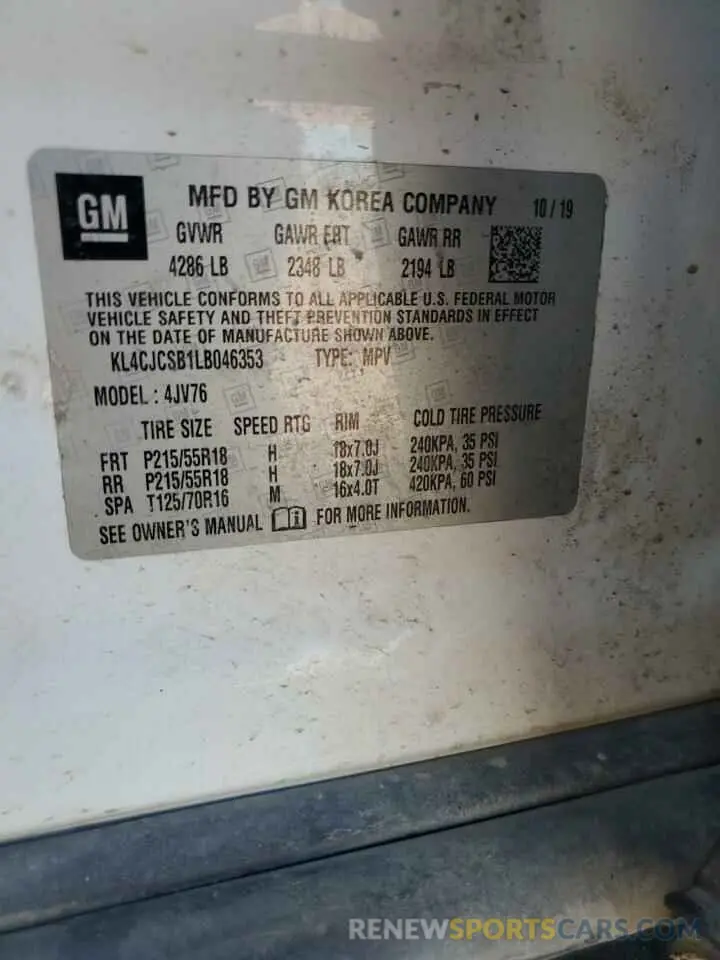 GM
MFD BY GM KOREA COMPANY 10/19
GVWR GAWR FRT GAWR RR
4286 LB 2348 LB 2194 LB
THIS VEHICLE CONFORMS TO ALL APPLICABLE U.S. FEDERAL MOTOR
VEHICLE SAFETY AND THEFT PREVENTION STANDARDS IN EFFECT
ON THE DATE OF MANUFACTURE SHOWN ABOVE.
KL4CJCSB1LB046353 TYPE: MPV
MODEL : 4JV76
TIRE SIZE SPEED RTG RIM COLD TIRE PRESSURE
FRT P215/55R18 H 18x7.0J 240KPA, 35 PSI
RR P215/55R18 H 18x7.0J 240KPA, 35 PSI
SPA T125/70R16 M 16x4.0T 420KPA, 60 PSI
SEE OWNER'S MANUAL FOR MORE INFORMATION.
RENEWSPORTSCARS.COM